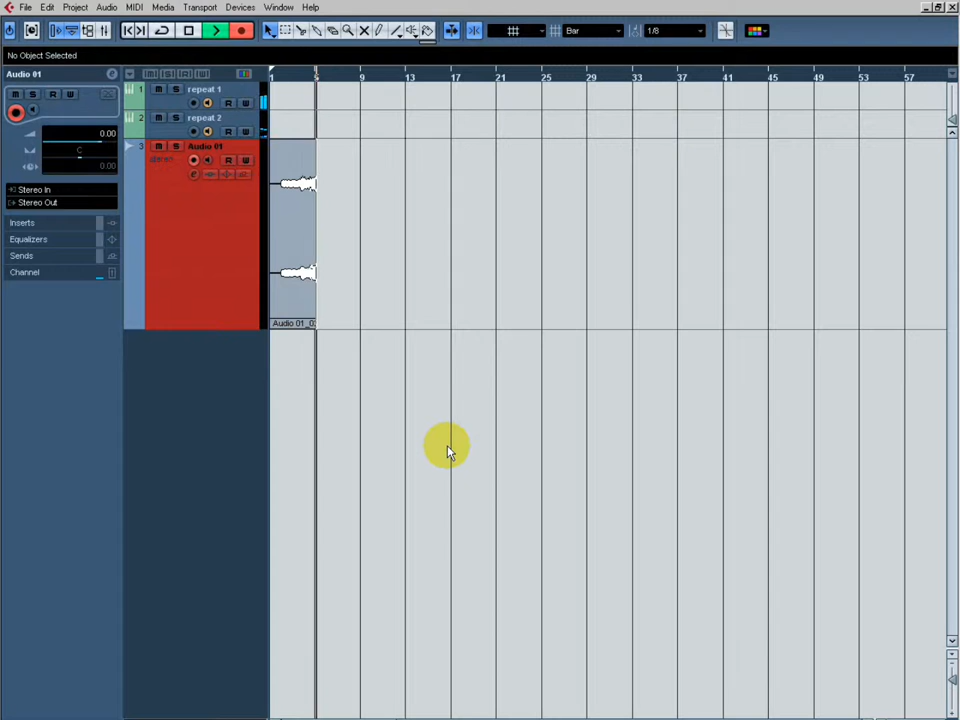 File Edit Project Audio MIDI Media Transport Devices Window Help
Bar 1/8
No Object Selected
Audio 01
1 5 9 13 17 21 25 29 33 37 41 45 49 53 57
M S R W
0.00
C
0.00
Stereo In
Stereo Out
Inserts
Equalizers
Sends
Channel
1 M S repeat 1
R W
2 M S repeat 2
R W
3 M S Audio 01
stereo R W
e
Audio 01_0